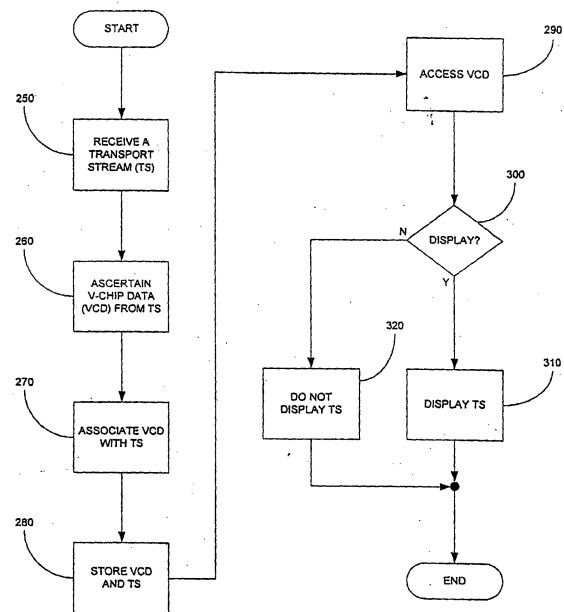 START
250
RECEIVE A
TRANSPORT
STREAM (TS)
260
ASCERTAIN
V-CHIP DATA
(VCD) FROM TS
270
ASSOCIATE VCD
WITH TS
280
STORE VCD
AND TS
290
ACCESS VCD
300
DISPLAY?
N
Y
320
DO NOT
DISPLAY TS
310
DISPLAY TS
END